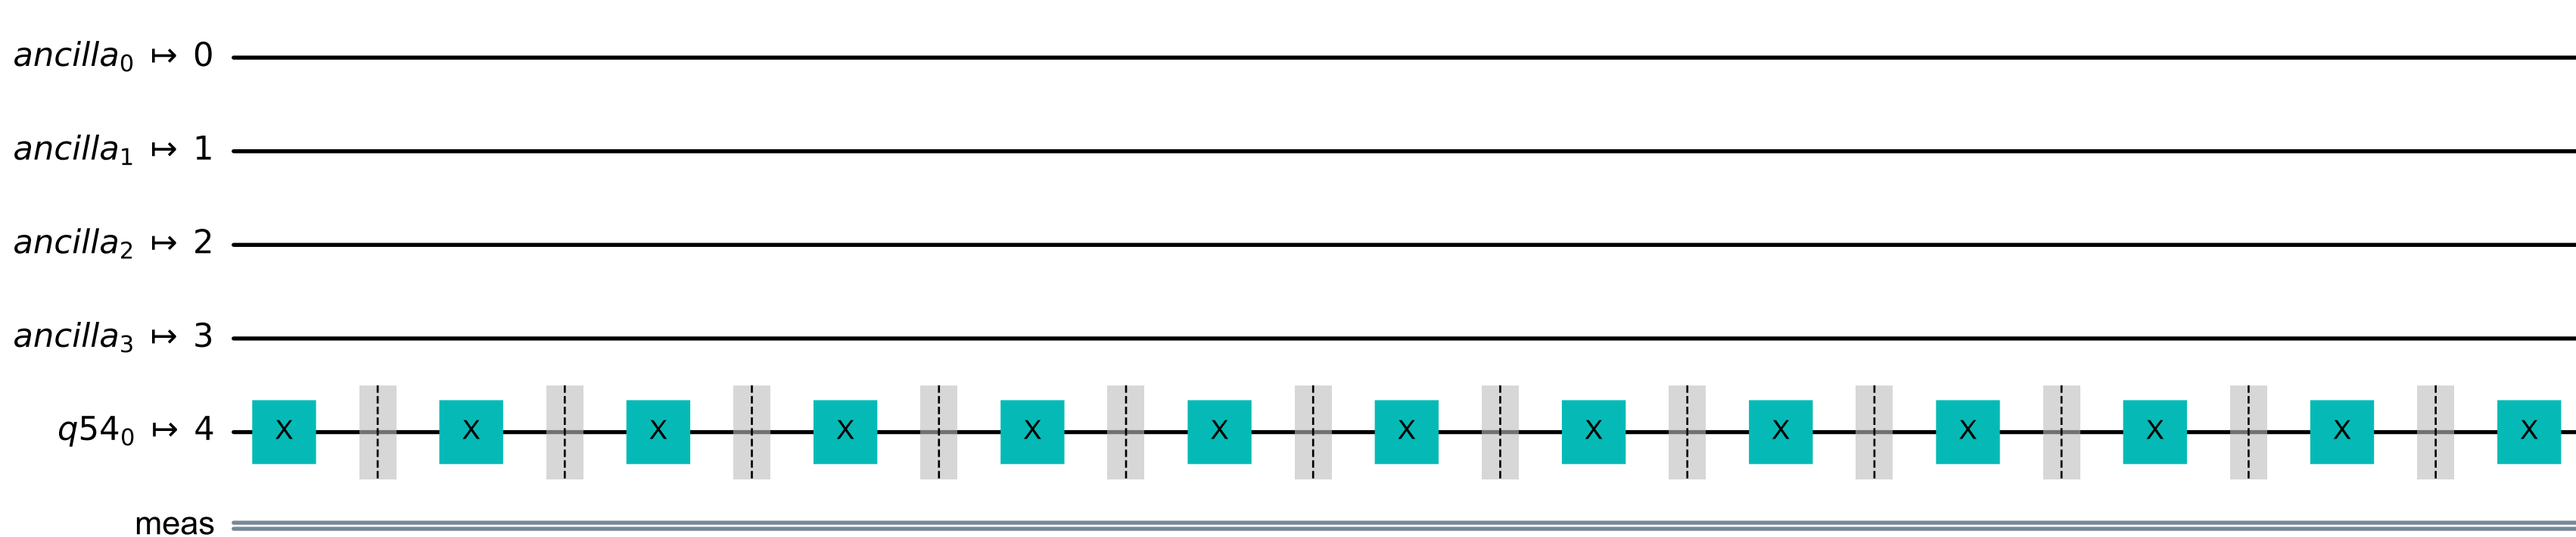 ancilla₀ ↦ 0
ancilla₁ ↦ 1
ancilla₂ ↦ 2
ancilla₃ ↦ 3
q54₀ ↦ 4 X X X X X X X X X X X X X
meas